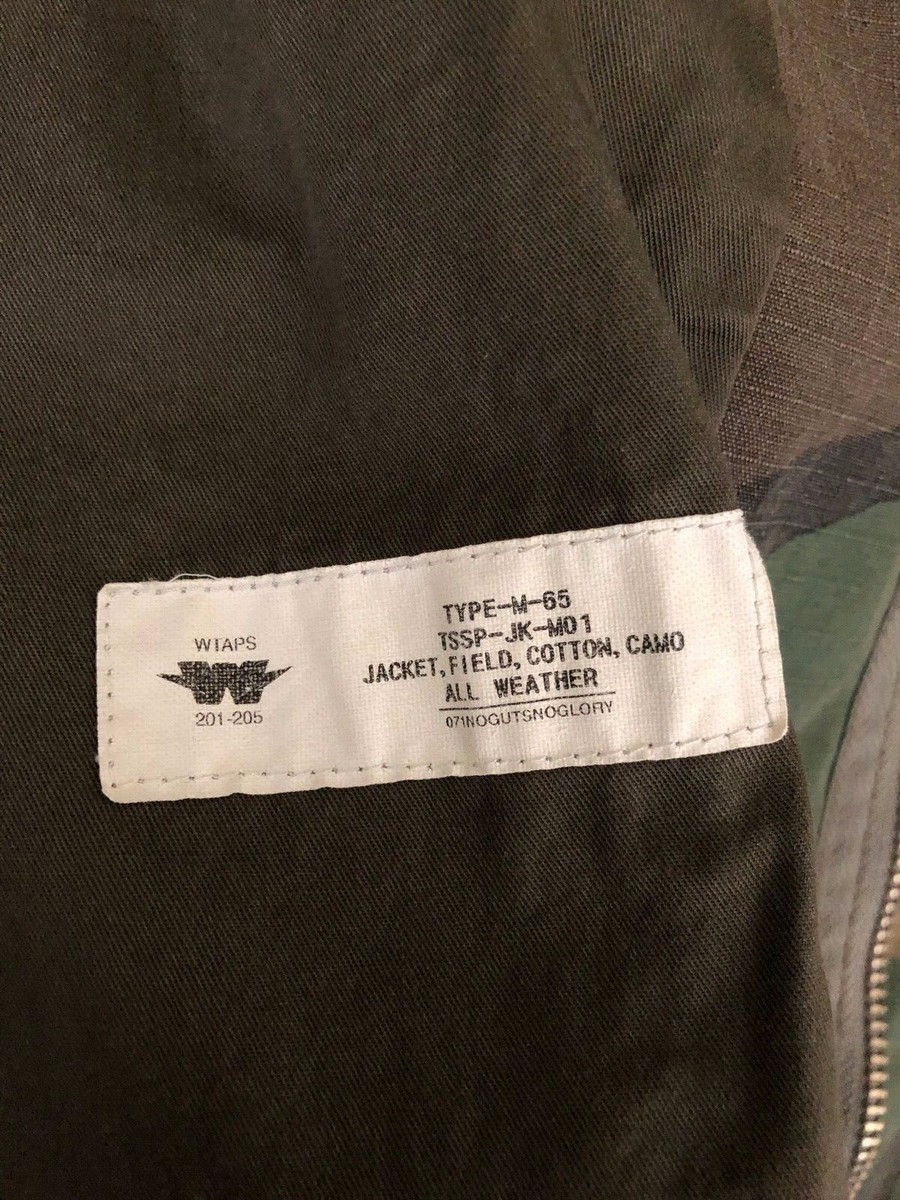 WTAPS
201-205
TYPE-M-65
TSSP-JK-M01
JACKET, FIELD, COTTON, CAMO
ALL WEATHER
071NOGUTSNOGLORY